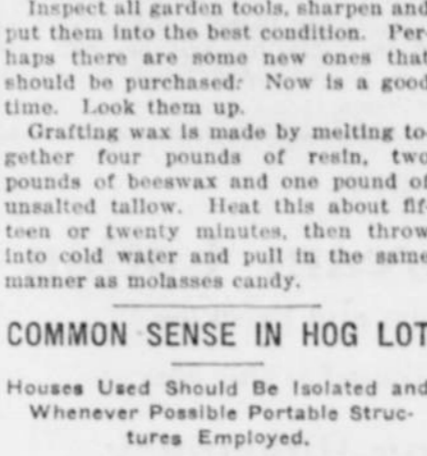 Inspect all garden tools, sharpen and
put them into the best condition. Per-
haps there are some new ones that
should be purchased: Now is a good
time. Look them up.
Grafting wax is made by melting to-
gether four pounds of resin, two
pounds of beeswax and one pound of
unsalted tallow. Heat this about fif-
teen or twenty minutes, then throw
into cold water and pull in the same
manner as molasses candy.
COMMON SENSE IN HOG LOT
Houses Used Should Be Isolated and
Whenever Possible Portable Struc-
tures Employed.